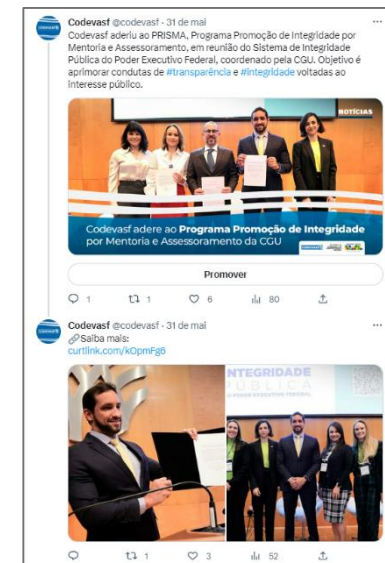 Codevasf @codevasf · 31 de mai
Codevasf aderiu ao PRISMA, Programa Promoção de Integridade por
Mentoria e Assessoramento, em reunião do Sistema de Integridade
Pública do Poder Executivo Federal, coordenado pela CGU. Objetivo é
aprimorar condutas de #transparência e #integridade voltadas ao
interesse público.
NOTÍCIAS
Codevasf adere ao Programa Promoção de Integridade
por Mentoria e Assessoramento da CGU
Promover
1 1 6 80
Codevasf @codevasf · 31 de mai
Saiba mais:
curtlink.com/kOpmFg6
INTEGRIDADE
PÚBLICA
O PODER EXECUTIVO FEDERAL
1 3 52